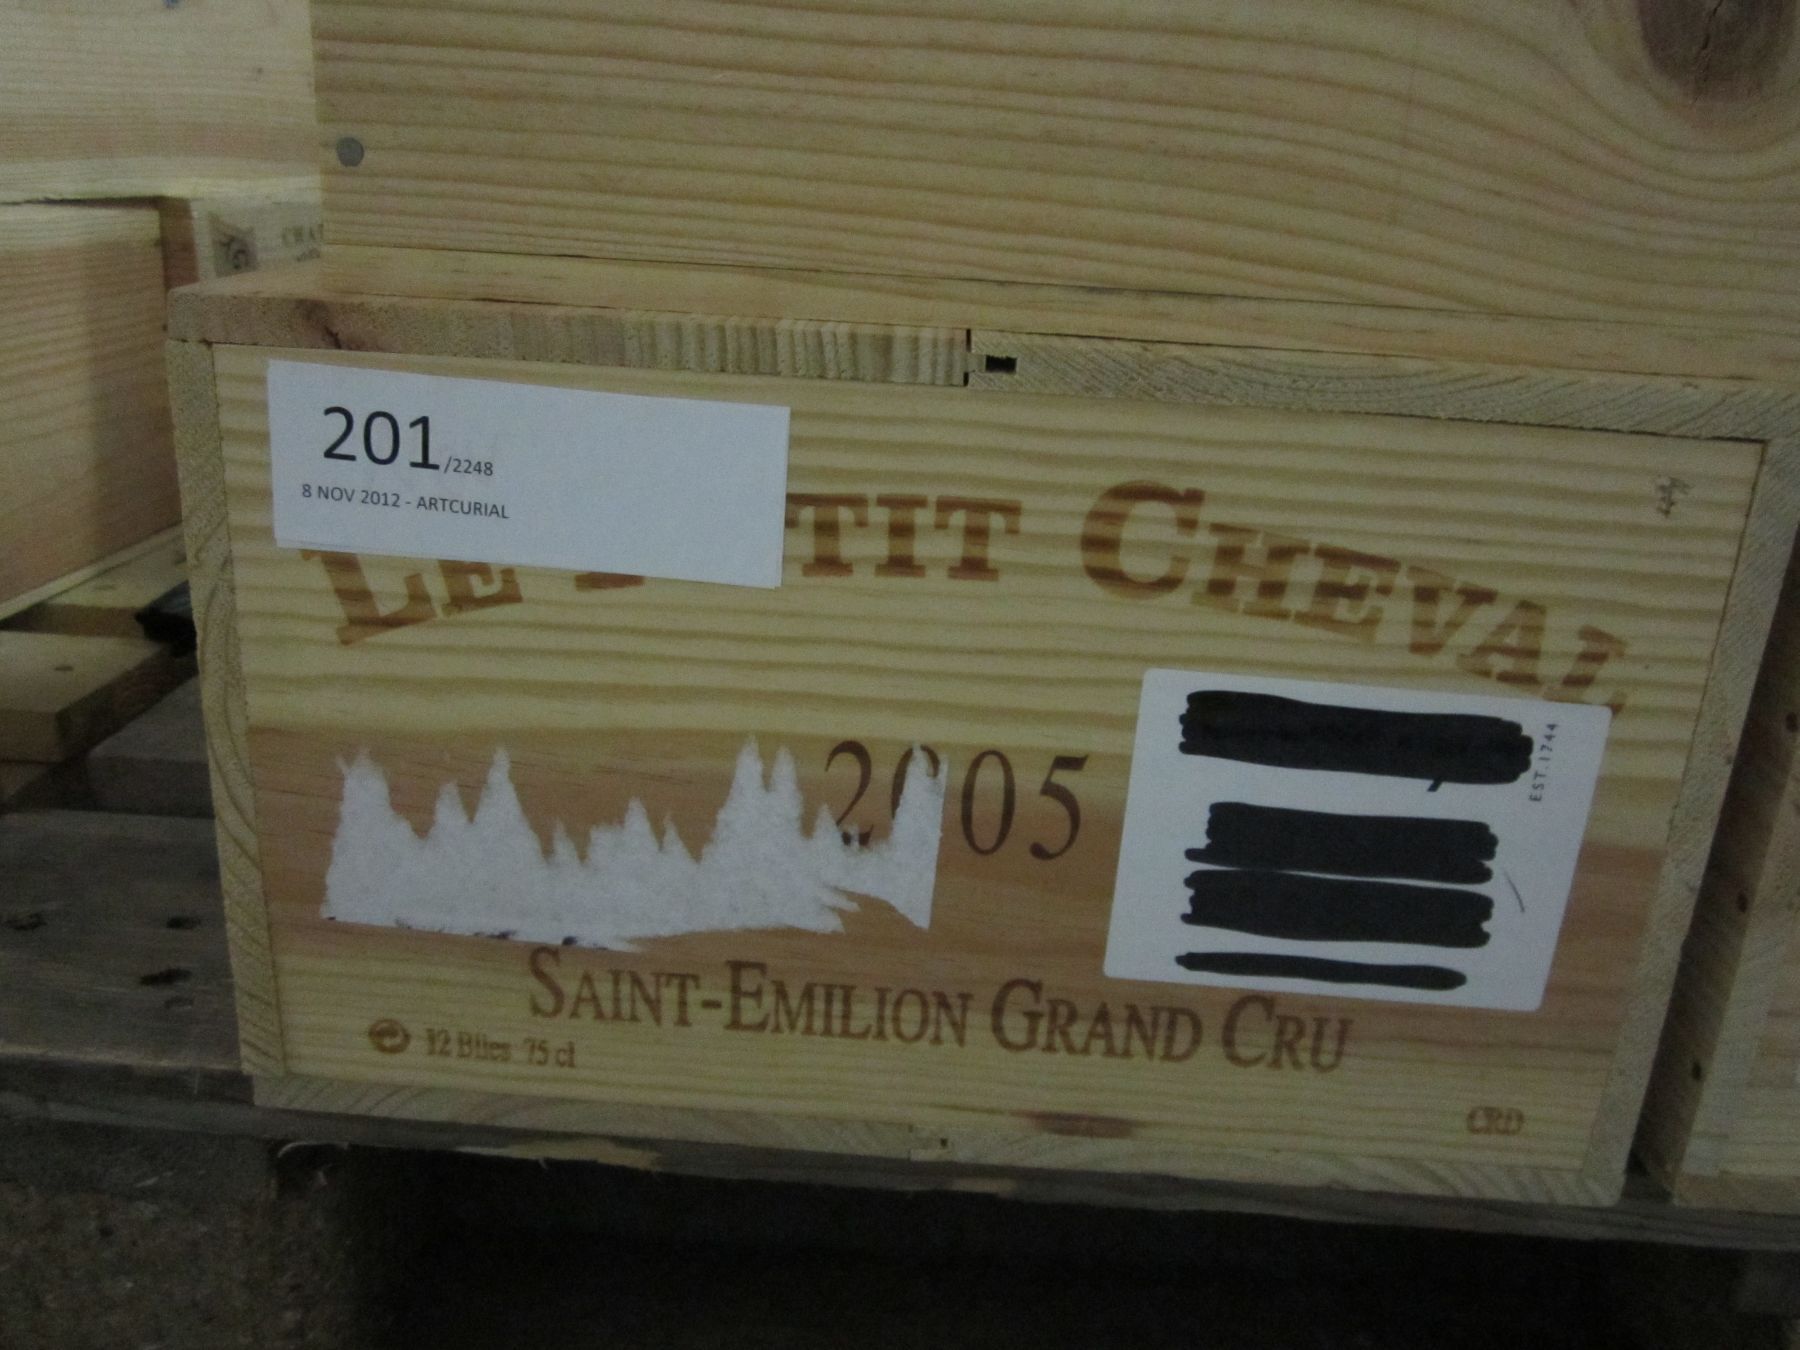 201/2248
8 NOV 2012 - ARTCURIAL
LE PETIT CHEVAL
2005
EST.1744
SAINT-EMILION GRAND CRU
12 Btles 75 cl
CRD